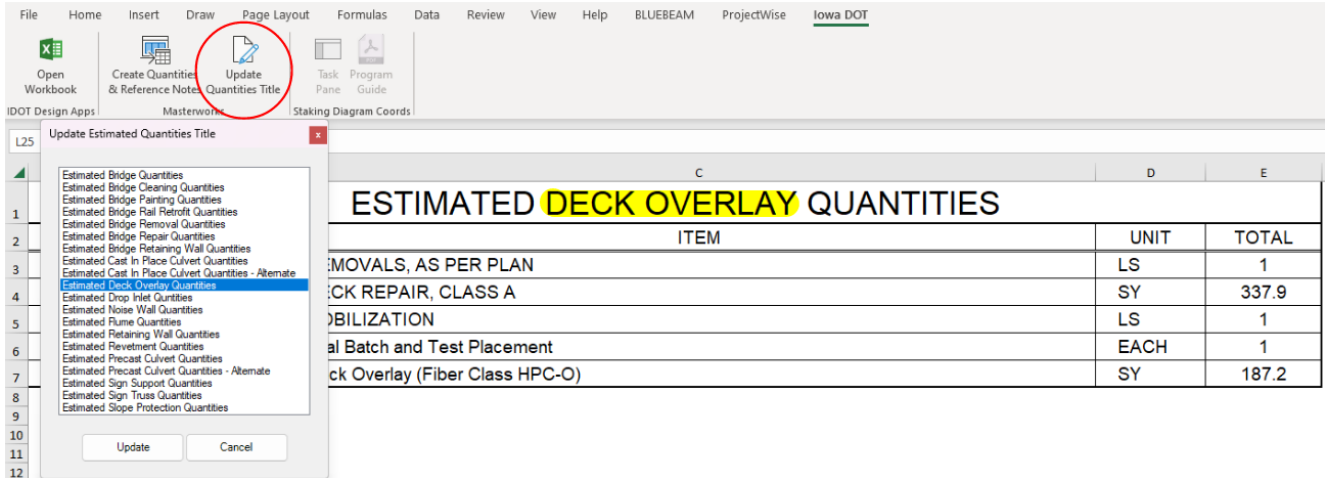 File Home Insert Draw Page Layout Formulas Data Review View Help BLUEBEAM ProjectWise Iowa DOT
Open Workbook
Create Quantities & Reference Notes
Update Quantities Title
Task Pane
Program Guide
IDOT Design Apps Masterworks Staking Diagram Coords
L25
Update Estimated Quantities Title
x
Estimated Bridge Quantities
Estimated Bridge Cleaning Quantities
Estimated Bridge Painting Quantities
Estimated Bridge Rail Retrofit Quantities
Estimated Bridge Removal Quantities
Estimated Bridge Repair Quantities
Estimated Bridge Retaining Wall Quantities
Estimated Cast In Place Culvert Quantities
Estimated Cast In Place Culvert Quantities - Alternate
Estimated Deck Overlay Quantities
Estimated Drop Inlet Quntities
Estimated Noise Wall Quantities
Estimated Flume Quantities
Estimated Retaining Wall Quantities
Estimated Revetment Quantities
Estimated Precast Culvert Quantities
Estimated Precast Culvert Quantities - Alternate
Estimated Sign Support Quantities
Estimated Sign Truss Quantities
Estimated Slope Protection Quantities
Update Cancel
C D E
1 ESTIMATED DECK OVERLAY QUANTITIES
2 ITEM UNIT TOTAL
3 EMOVALS, AS PER PLAN LS 1
4 ECK REPAIR, CLASS A SY 337.9
5 OBILIZATION LS 1
6 al Batch and Test Placement EACH 1
7 ck Overlay (Fiber Class HPC-O) SY 187.2
8
9
10
11
12